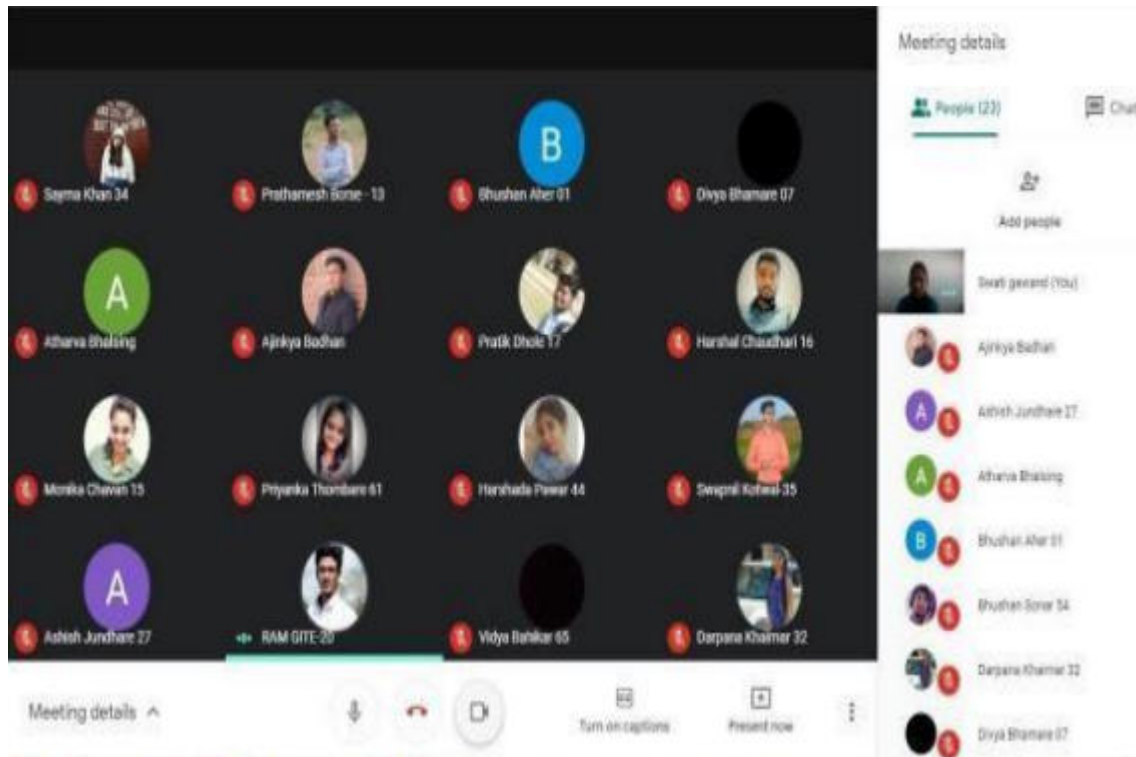 Meeting details
People (23)
Chat
Add people
B
Sayma Khan 34
Prathamesh Borse - 13
Bhushan Aher 01
Divya Bhamare 07
A
Atharva Bhalsing
Ajinkya Badhan
Pratik Dhole 17
Harshal Chaudhari 16
Monika Chavan 15
Priyanka Thombare 61
Harshada Pawar 44
Swapnil Kotwal-35
A
Ashish Jundhare 27
RAM GITE-20
Vidya 65
Darpana Khairnar 32
Swati gawand (You)
Ajinkya Badhan
A
Ashish Jundhare 27
A
Atharva Bhalsing
B
Bhushan Aher 01
Bhushan Sonar 54
Darpana Khairnar 32
Divya Bhamare 07
Meeting details
Turn on captions
Present now